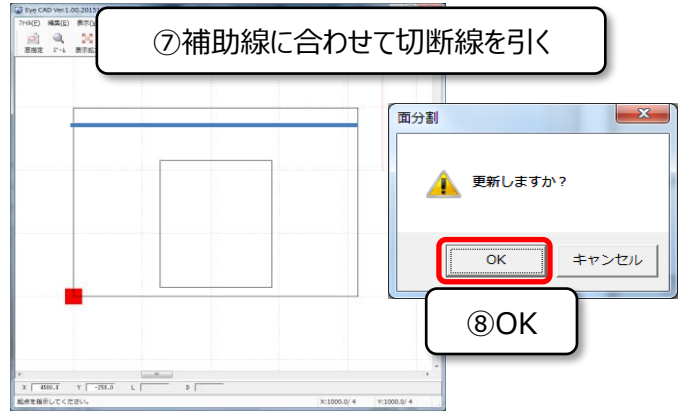 Eye CAD Ver.1.00.2015
ﾌｧｲﾙ(F) 編集(E) 表示(V)
⑦補助線に合わせて切断線を引く
窓指定 ｽﾞｰﾑ 表示拡
面分割
更新しますか?
OK キャンセル
⑧OK
X 4500.0 Y -250.0 L D
起点を指示してください。 X:1000.0/ 4 Y:1000.0/ 4